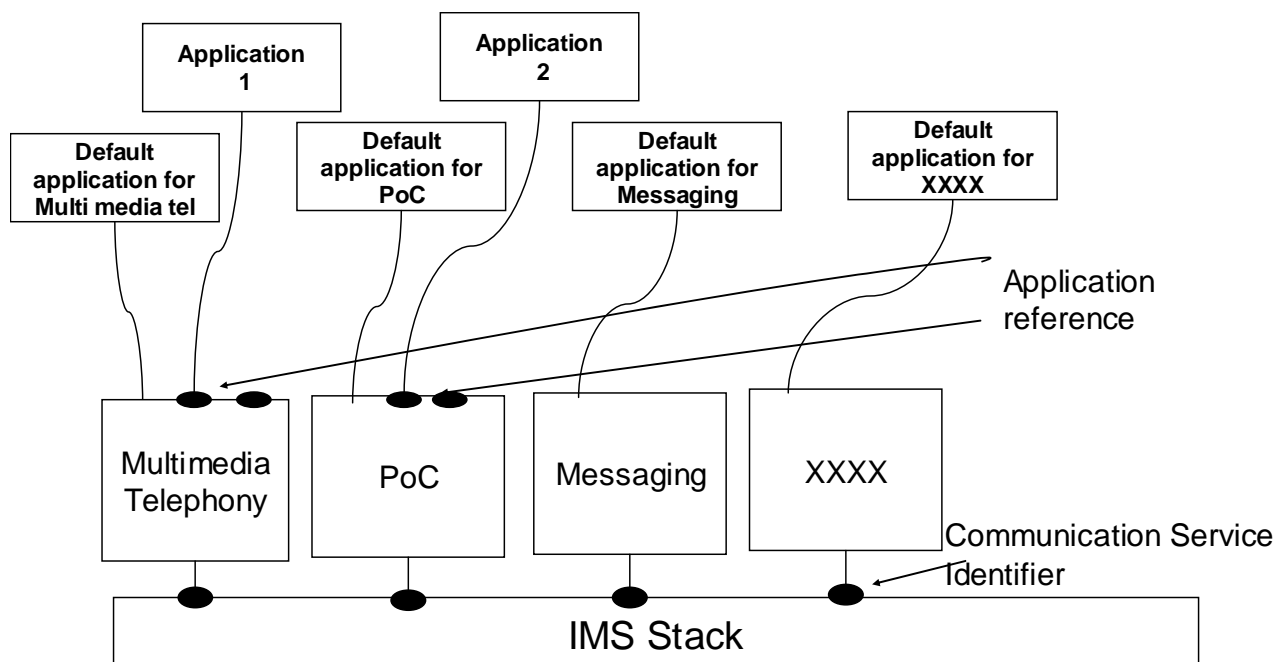 Application
1
Application
2
Default
application for
Multi media tel
Default
application for
PoC
Default
application for
Messaging
Default
application for
XXXX
Application
reference
Multimedia
Telephony
PoC
Messaging
XXXX
Communication Service
Identifier
IMS Stack